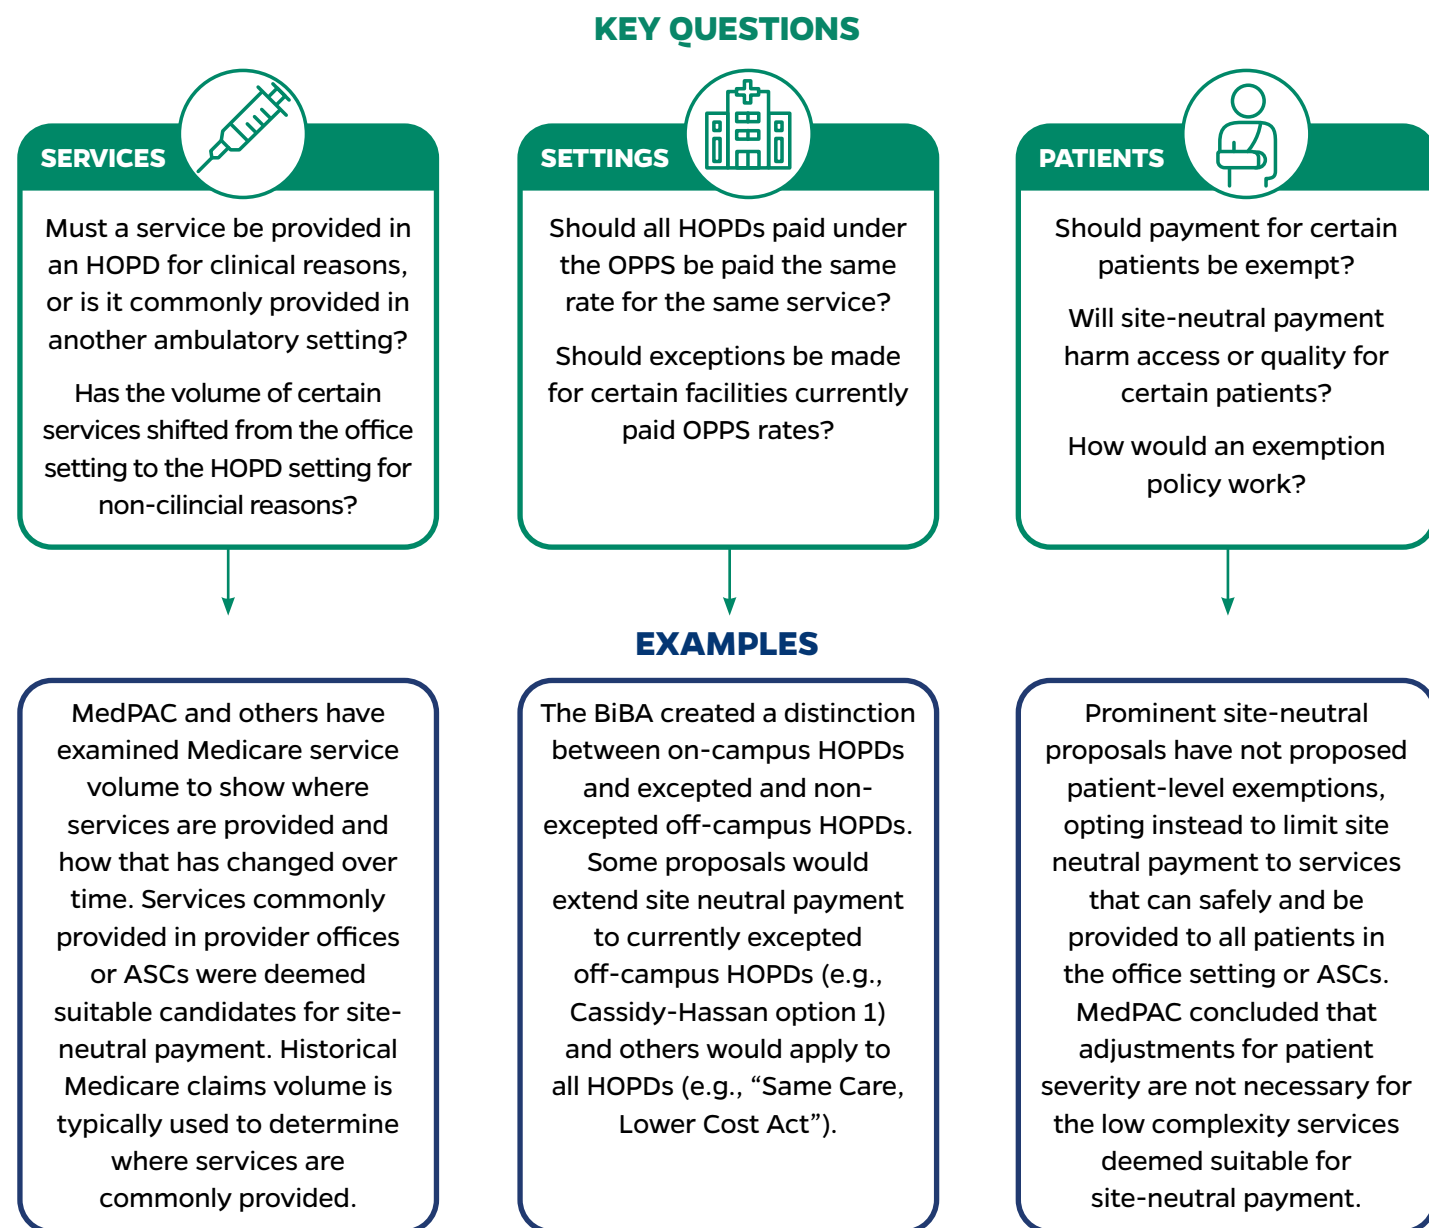 KEY QUESTIONS
SERVICES
Must a service be provided in
an HOPD for clinical reasons,
or is it commonly provided in
another ambulatory setting?
Has the volume of certain
services shifted from the office
setting to the HOPD setting for
non-cilincial reasons?
SETTINGS
Should all HOPDs paid under
the OPPS be paid the same
rate for the same service?
Should exceptions be made
for certain facilities currently
paid OPPS rates?
PATIENTS
Should payment for certain
patients be exempt?
Will site-neutral payment
harm access or quality for
certain patients?
How would an exemption
policy work?
EXAMPLES
MedPAC and others have
examined Medicare service
volume to show where
services are provided and
how that has changed over
time. Services commonly
provided in provider offices
or ASCs were deemed
suitable candidates for site-
neutral payment. Historical
Medicare claims volume is
typically used to determine
where services are
commonly provided.
The BiBA created a distinction
between on-campus HOPDs
and excepted and non-
excepted off-campus HOPDs.
Some proposals would
extend site neutral payment
to currently excepted
off-campus HOPDs (e.g.,
Cassidy-Hassan option 1)
and others would apply to
all HOPDs (e.g., “Same Care,
Lower Cost Act”).
Prominent site-neutral
proposals have not proposed
patient-level exemptions,
opting instead to limit site
neutral payment to services
that can safely and be
provided to all patients in
the office setting or ASCs.
MedPAC concluded that
adjustments for patient
severity are not necessary for
the low complexity services
deemed suitable for
site-neutral payment.